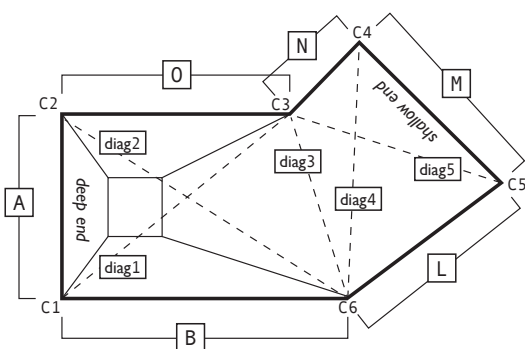 C4
N
O
M
C2
C3
shallow end
diag2
diag3
diag5
C5
A
deep end
diag4
diag1
L
C1
C6
B